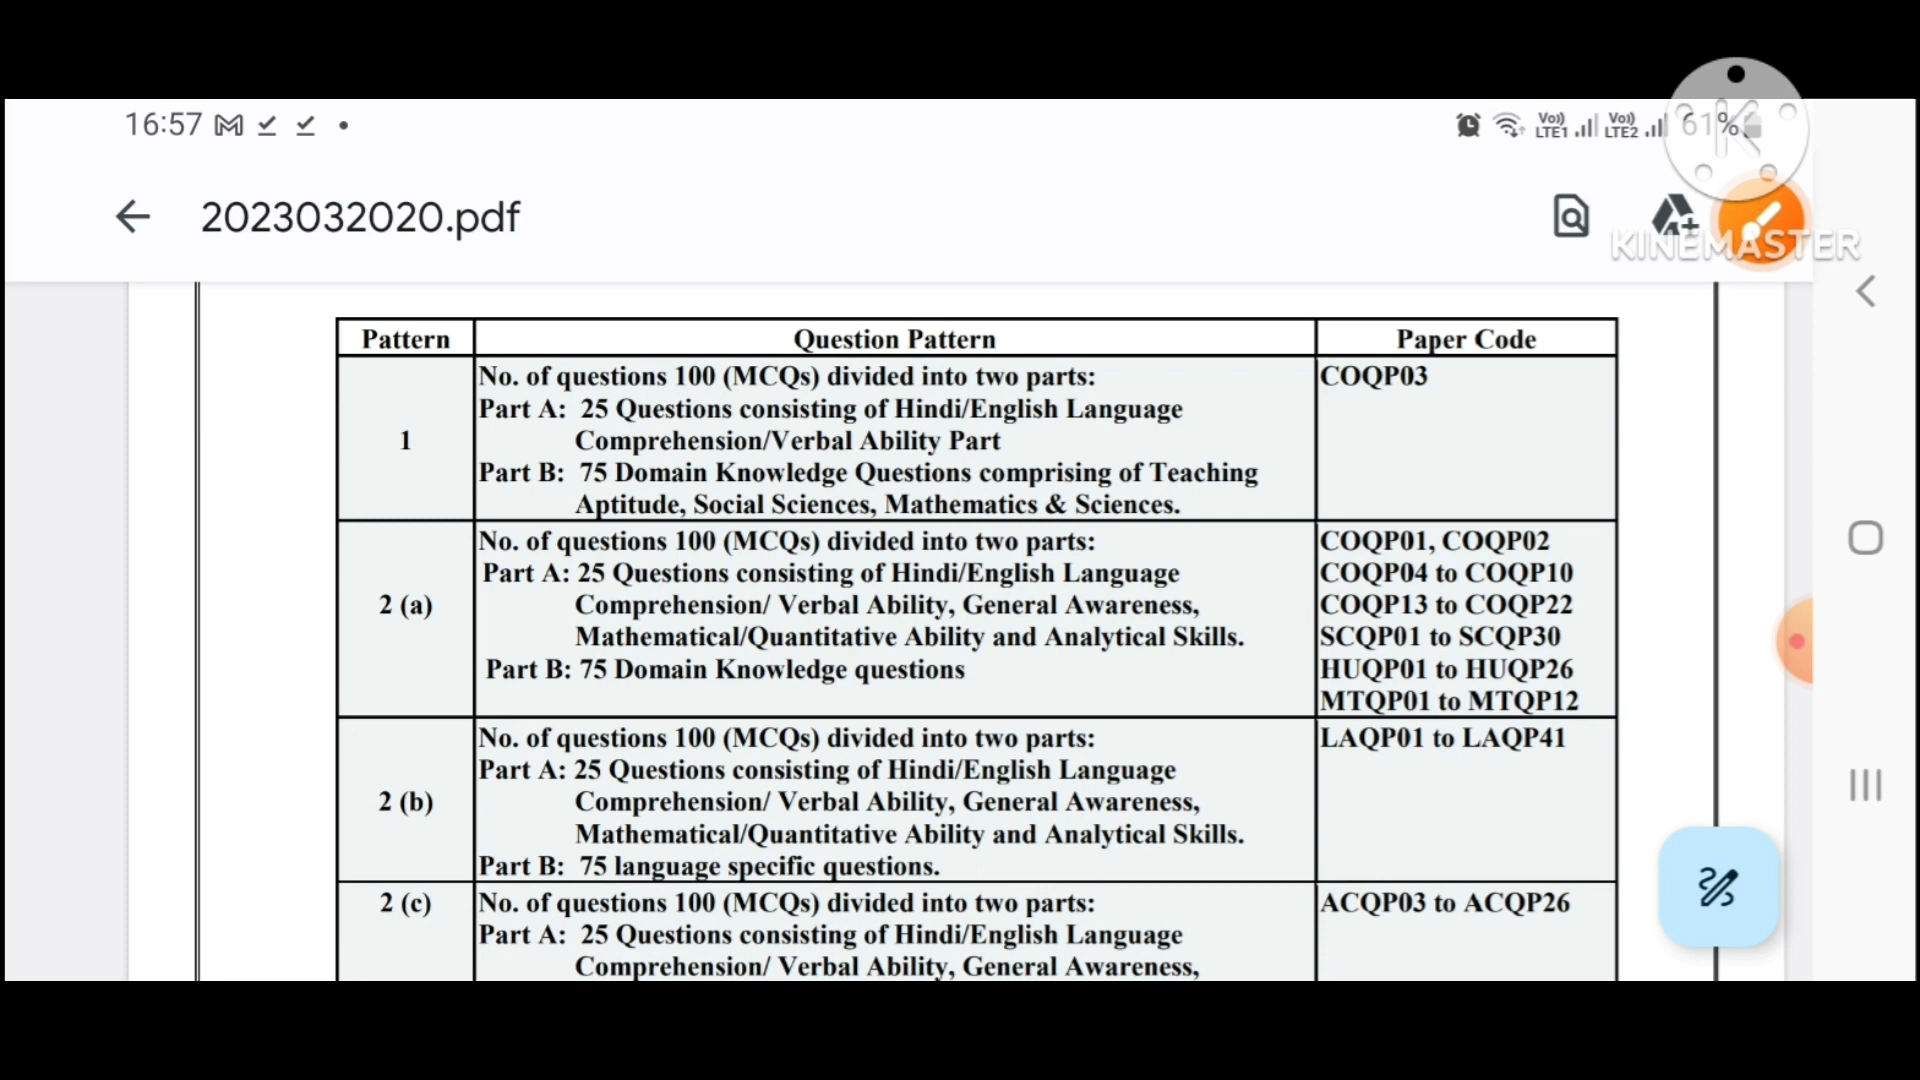 16:57
Vo)) LTE1 Vo)) LTE2 61%
2023032020.pdf
KINEMASTER
Pattern Question Pattern Paper Code
1
No. of questions 100 (MCQs) divided into two parts:
Part A: 25 Questions consisting of Hindi/English Language
Comprehension/Verbal Ability Part
Part B: 75 Domain Knowledge Questions comprising of Teaching
Aptitude, Social Sciences, Mathematics & Sciences.
COQP03
2 (a)
No. of questions 100 (MCQs) divided into two parts:
Part A: 25 Questions consisting of Hindi/English Language
Comprehension/ Verbal Ability, General Awareness,
Mathematical/Quantitative Ability and Analytical Skills.
Part B: 75 Domain Knowledge questions
COQP01, COQP02
COQP04 to COQP10
COQP13 to COQP22
SCQP01 to SCQP30
HUQP01 to HUQP26
MTQP01 to MTQP12
2 (b)
No. of questions 100 (MCQs) divided into two parts:
Part A: 25 Questions consisting of Hindi/English Language
Comprehension/ Verbal Ability, General Awareness,
Mathematical/Quantitative Ability and Analytical Skills.
Part B: 75 language specific questions.
LAQP01 to LAQP41
2 (c)
No. of questions 100 (MCQs) divided into two parts:
Part A: 25 Questions consisting of Hindi/English Language
Comprehension/ Verbal Ability, General Awareness,
ACQP03 to ACQP26